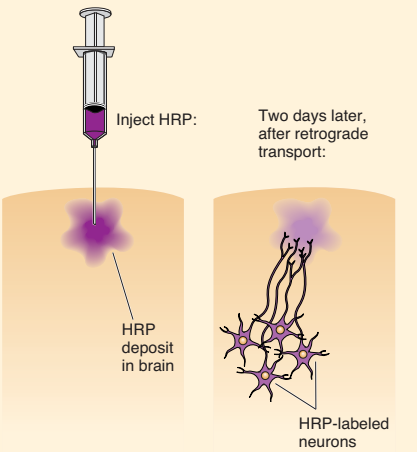 Inject HRP:
Two days later,
after retrograde
transport:
HRP
deposit
in brain
HRP-labeled
neurons